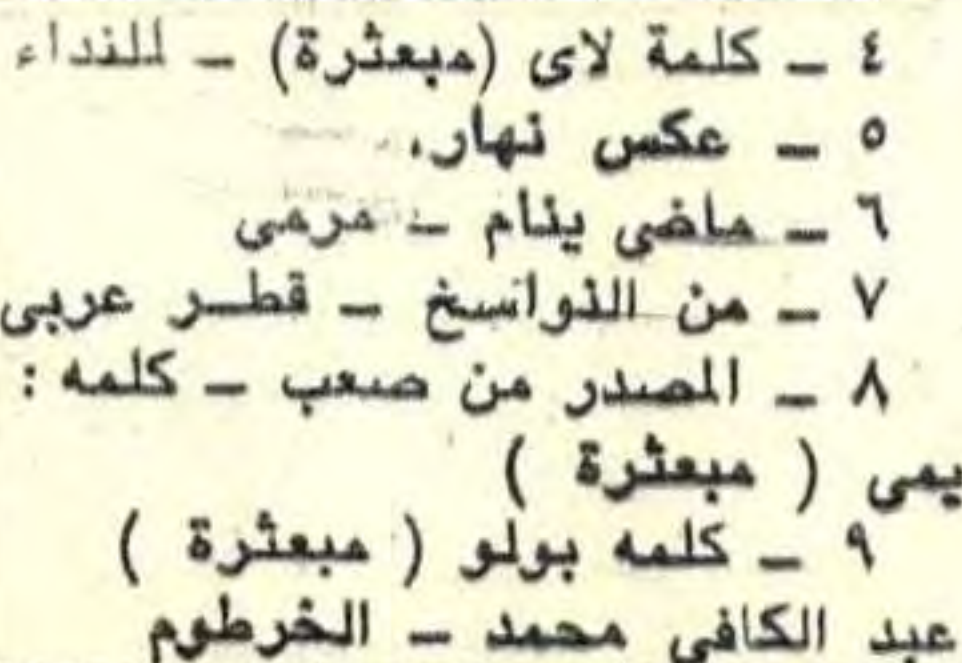 ٤ – كلمة لاى (مبعثرة) – للنداء
٥ – عكس نهار.
٦ – ماضى ينام – مرمى
٧ – من النواسخ – قطر عربى
٨ – المصدر من صعب – كلمه :
يمى ( مبعثرة )
٩ – كلمه بولو ( مبعثرة )
عبد الكافى محمد – الخرطوم